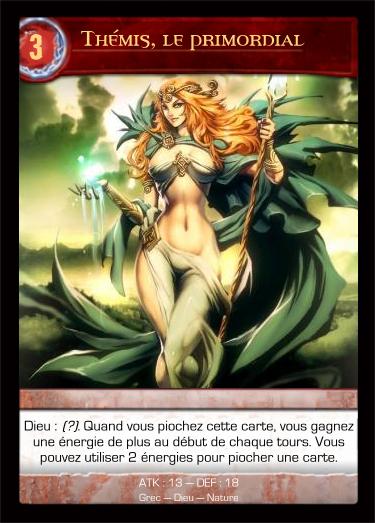 3
Thémis, le primordial
Dieu : (?). Quand vous piochez cette carte, vous gagnez
une énergie de plus au début de chaque tours. Vous
pouvez utiliser 2 énergies pour piocher une carte.
ATK : 13 — DEF : 18
Grec — Dieu — Nature